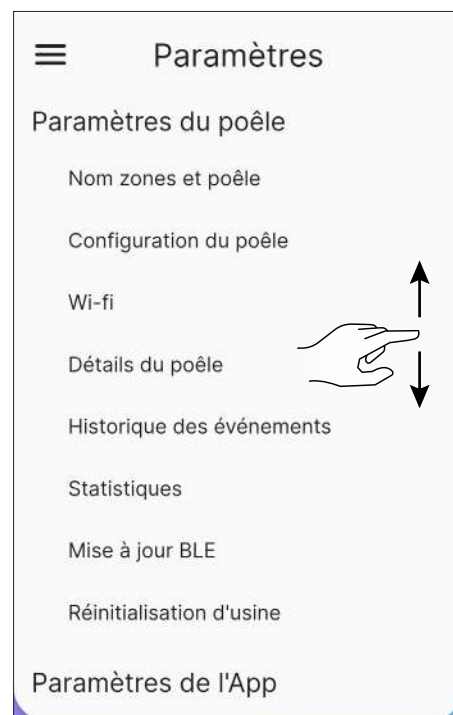 Paramètres
Paramètres du poêle
Nom zones et poêle
Configuration du poêle
Wi-fi
Détails du poêle
Historique des événements
Statistiques
Mise à jour BLE
Réinitialisation d'usine
Paramètres de l'App